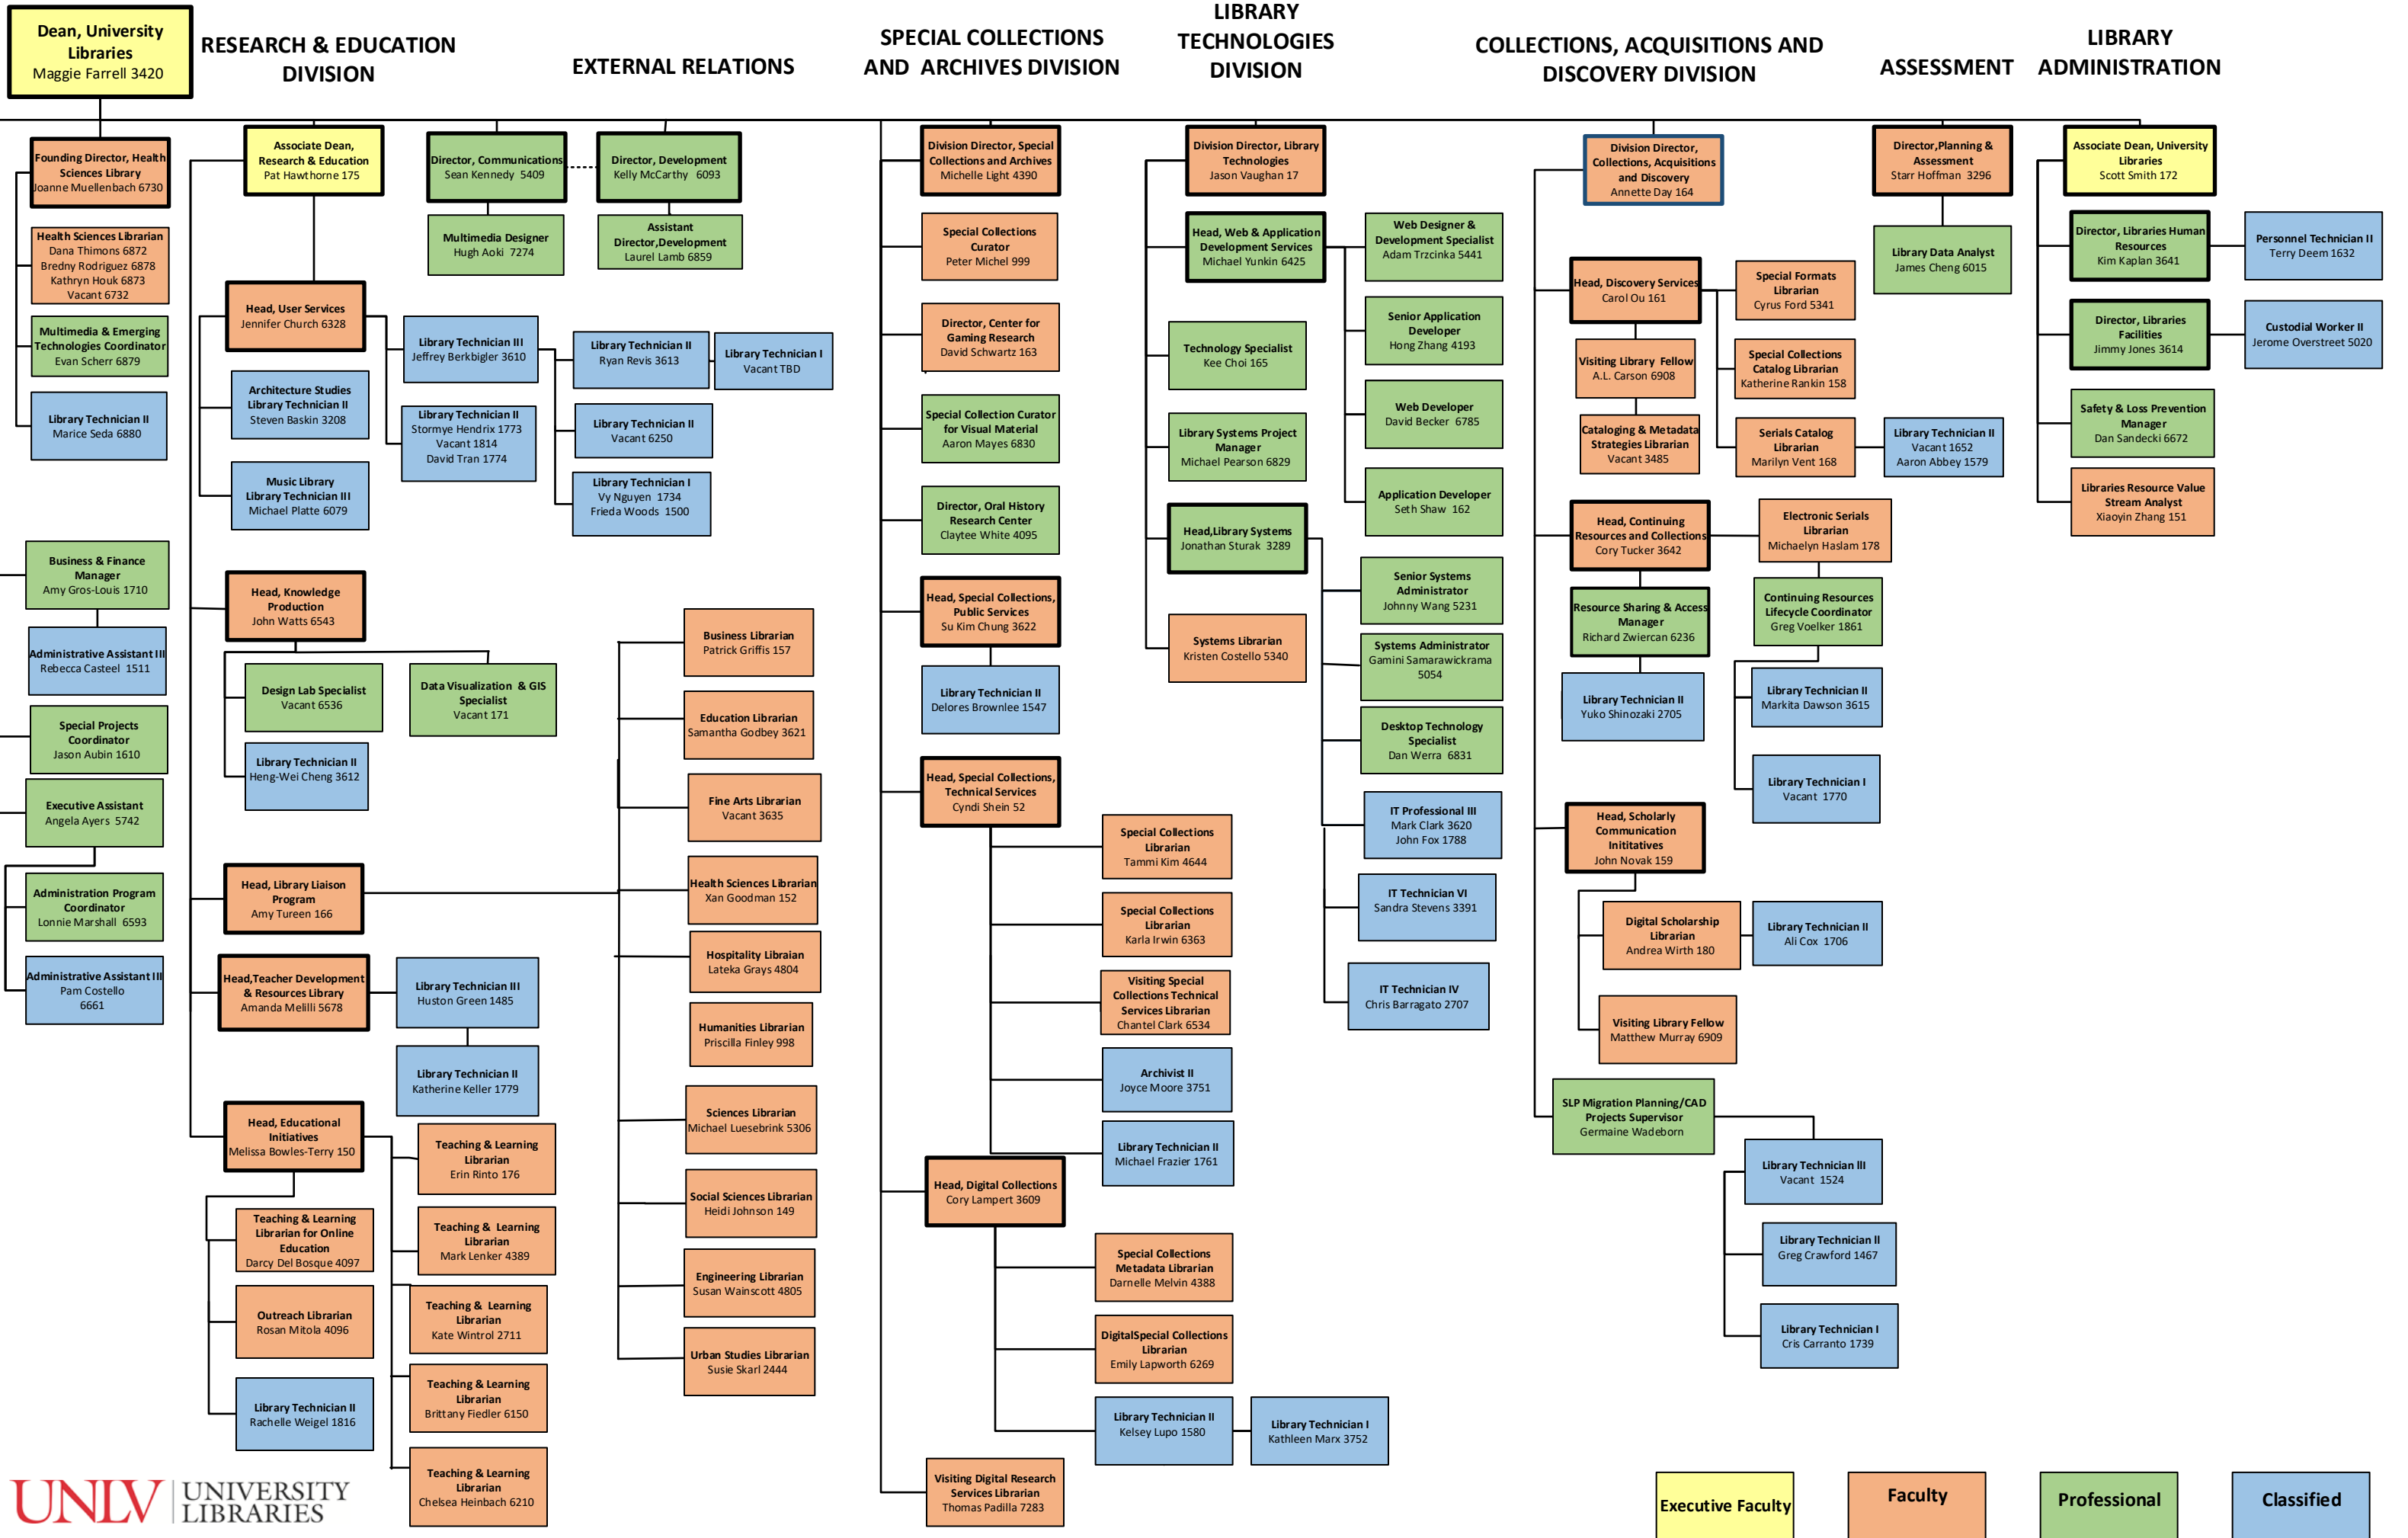 Dean, University
Libraries
Maggie Farrell 3420
RESEARCH & EDUCATION
DIVISION
EXTERNAL RELATIONS
SPECIAL COLLECTIONS
AND ARCHIVES DIVISION
LIBRARY
TECHNOLOGIES
DIVISION
COLLECTIONS, ACQUISITIONS AND
DISCOVERY DIVISION
ASSESSMENT
LIBRARY
ADMINISTRATION
Founding Director, Health
Sciences Library
Joanne Muellenbach 6730
Health Sciences Librarian
Dana Thimons 6872
Bredny Rodriguez 6878
Kathryn Houk 6873
Vacant 6732
Multimedia & Emerging
Technologies Coordinator
Evan Scherr 6879
Library Technician II
Marice Seda 6880
Business & Finance
Manager
Amy Gros-Louis 1710
Administrative Assistant III
Rebecca Casteel 1511
Special Projects
Coordinator
Jason Aubin 1610
Executive Assistant
Angela Ayers 5742
Administration Program
Coordinator
Lonnie Marshall 6593
Administrative Assistant III
Pam Costello
6661
Associate Dean,
Research & Education
Pat Hawthorne 175
Head, User Services
Jennifer Church 6328
Architecture Studies
Library Technician II
Steven Baskin 3208
Music Library
Library Technician III
Michael Platte 6079
Library Technician III
Jeffrey Berkbigler 3610
Library Technician II
Stormye Hendrix 1773
Vacant 1814
David Tran 1774
Library Technician II
Ryan Revis 3613
Library Technician I
Vacant TBD
Library Technician II
Vacant 6250
Library Technician I
Vy Nguyen 1734
Frieda Woods 1500
Head, Knowledge
Production
John Watts 6543
Design Lab Specialist
Vacant 6536
Data Visualization & GIS
Specialist
Vacant 171
Library Technician II
Heng-Wei Cheng 3612
Head, Library Liaison
Program
Amy Tureen 166
Business Librarian
Patrick Griffis 157
Education Librarian
Samantha Godbey 3621
Fine Arts Librarian
Vacant 3635
Health Sciences Librarian
Xan Goodman 152
Hospitality Libraian
Lateka Grays 4804
Humanities Librarian
Priscilla Finley 998
Sciences Librarian
Michael Luesebrink 5306
Social Sciences Librarian
Heidi Johnson 149
Engineering Librarian
Susan Wainscott 4805
Urban Studies Librarian
Susie Skarl 2444
Head,Teacher Development
& Resources Library
Amanda Melilli 5678
Library Technician III
Huston Green 1485
Library Technician II
Katherine Keller 1779
Head, Educational
Initiatives
Melissa Bowles-Terry 150
Teaching & Learning
Librarian for Online
Education
Darcy Del Bosque 4097
Outreach Librarian
Rosan Mitola 4096
Library Technician II
Rachelle Weigel 1816
Teaching & Learning
Librarian
Erin Rinto 176
Teaching & Learning
Librarian
Mark Lenker 4389
Teaching & Learning
Librarian
Kate Wintrol 2711
Teaching & Learning
Librarian
Brittany Fiedler 6150
Teaching & Learning
Librarian
Chelsea Heinbach 6210
Director, Communications
Sean Kennedy 5409
Multimedia Designer
Hugh Aoki 7274
Director, Development
Kelly McCarthy 6093
Assistant
Director,Development
Laurel Lamb 6859
Division Director, Special
Collections and Archives
Michelle Light 4390
Special Collections
Curator
Peter Michel 999
Director, Center for
Gaming Research
David Schwartz 163
Special Collection Curator
for Visual Material
Aaron Mayes 6830
Director, Oral History
Research Center
Claytee White 4095
Head, Special Collections,
Public Services
Su Kim Chung 3622
Library Technician II
Delores Brownlee 1547
Head, Special Collections,
Technical Services
Cyndi Shein 52
Special Collections
Librarian
Tammi Kim 4644
Special Collections
Librarian
Karla Irwin 6363
Visiting Special
Collections Technical
Services Librarian
Chantel Clark 6534
Archivist II
Joyce Moore 3751
Library Technician II
Michael Frazier 1761
Head, Digital Collections
Cory Lampert 3609
Special Collections
Metadata Librarian
Darnelle Melvin 4388
DigitalSpecial Collections
Librarian
Emily Lapworth 6269
Library Technician II
Kelsey Lupo 1580
Library Technician I
Kathleen Marx 3752
Visiting Digital Research
Services Librarian
Thomas Padilla 7283
Division Director, Library
Technologies
Jason Vaughan 17
Head, Web & Application
Development Services
Michael Yunkin 6425
Web Designer &
Development Specialist
Adam Trzcinka 5441
Senior Application
Developer
Hong Zhang 4193
Web Developer
David Becker 6785
Application Developer
Seth Shaw 162
Technology Specialist
Kee Choi 165
Library Systems Project
Manager
Michael Pearson 6829
Head,Library Systems
Jonathan Sturak 3289
Systems Librarian
Kristen Costello 5340
Senior Systems
Administrator
Johnny Wang 5231
Systems Administrator
Gamini Samarawickrama
5054
Desktop Technology
Specialist
Dan Werra 6831
IT Professional III
Mark Clark 3620
John Fox 1788
IT Technician VI
Sandra Stevens 3391
IT Technician IV
Chris Barragato 2707
Division Director,
Collections, Acquisitions
and Discovery
Annette Day 164
Head, Discovery Services
Carol Ou 161
Visiting Library Fellow
A.L. Carson 6908
Cataloging & Metadata
Strategies Librarian
Vacant 3485
Special Formats
Librarian
Cyrus Ford 5341
Special Collections
Catalog Librarian
Katherine Rankin 158
Serials Catalog
Librarian
Marilyn Vent 168
Library Technician II
Vacant 1652
Aaron Abbey 1579
Head, Continuing
Resources and Collections
Cory Tucker 3642
Electronic Serials
Librarian
Michaelyn Haslam 178
Resource Sharing & Access
Manager
Richard Zwiercan 6236
Continuing Resources
Lifecycle Coordinator
Greg Voelker 1861
Library Technician II
Yuko Shinozaki 2705
Library Technician II
Markita Dawson 3615
Library Technician I
Vacant 1770
Head, Scholarly
Communication
Inititatives
John Novak 159
Digital Scholarship
Librarian
Andrea Wirth 180
Library Technician II
Ali Cox 1706
Visiting Library Fellow
Matthew Murray 6909
SLP Migration Planning/CAD
Projects Supervisor
Germaine Wadeborn
Library Technician lll
Vacant 1524
Library Technician ll
Greg Crawford 1467
Library Technician I
Cris Carranto 1739
Director,Planning &
Assessment
Starr Hoffman 3296
Library Data Analyst
James Cheng 6015
Associate Dean, University
Libraries
Scott Smith 172
Director, Libraries Human
Resources
Kim Kaplan 3641
Personnel Technician II
Terry Deem 1632
Director, Libraries
Facilities
Jimmy Jones 3614
Custodial Worker II
Jerome Overstreet 5020
Safety & Loss Prevention
Manager
Dan Sandecki 6672
Libraries Resource Value
Stream Analyst
Xiaoyin Zhang 151
UNLV
UNIVERSITY
LIBRARIES
Executive Faculty
Faculty
Professional
Classified